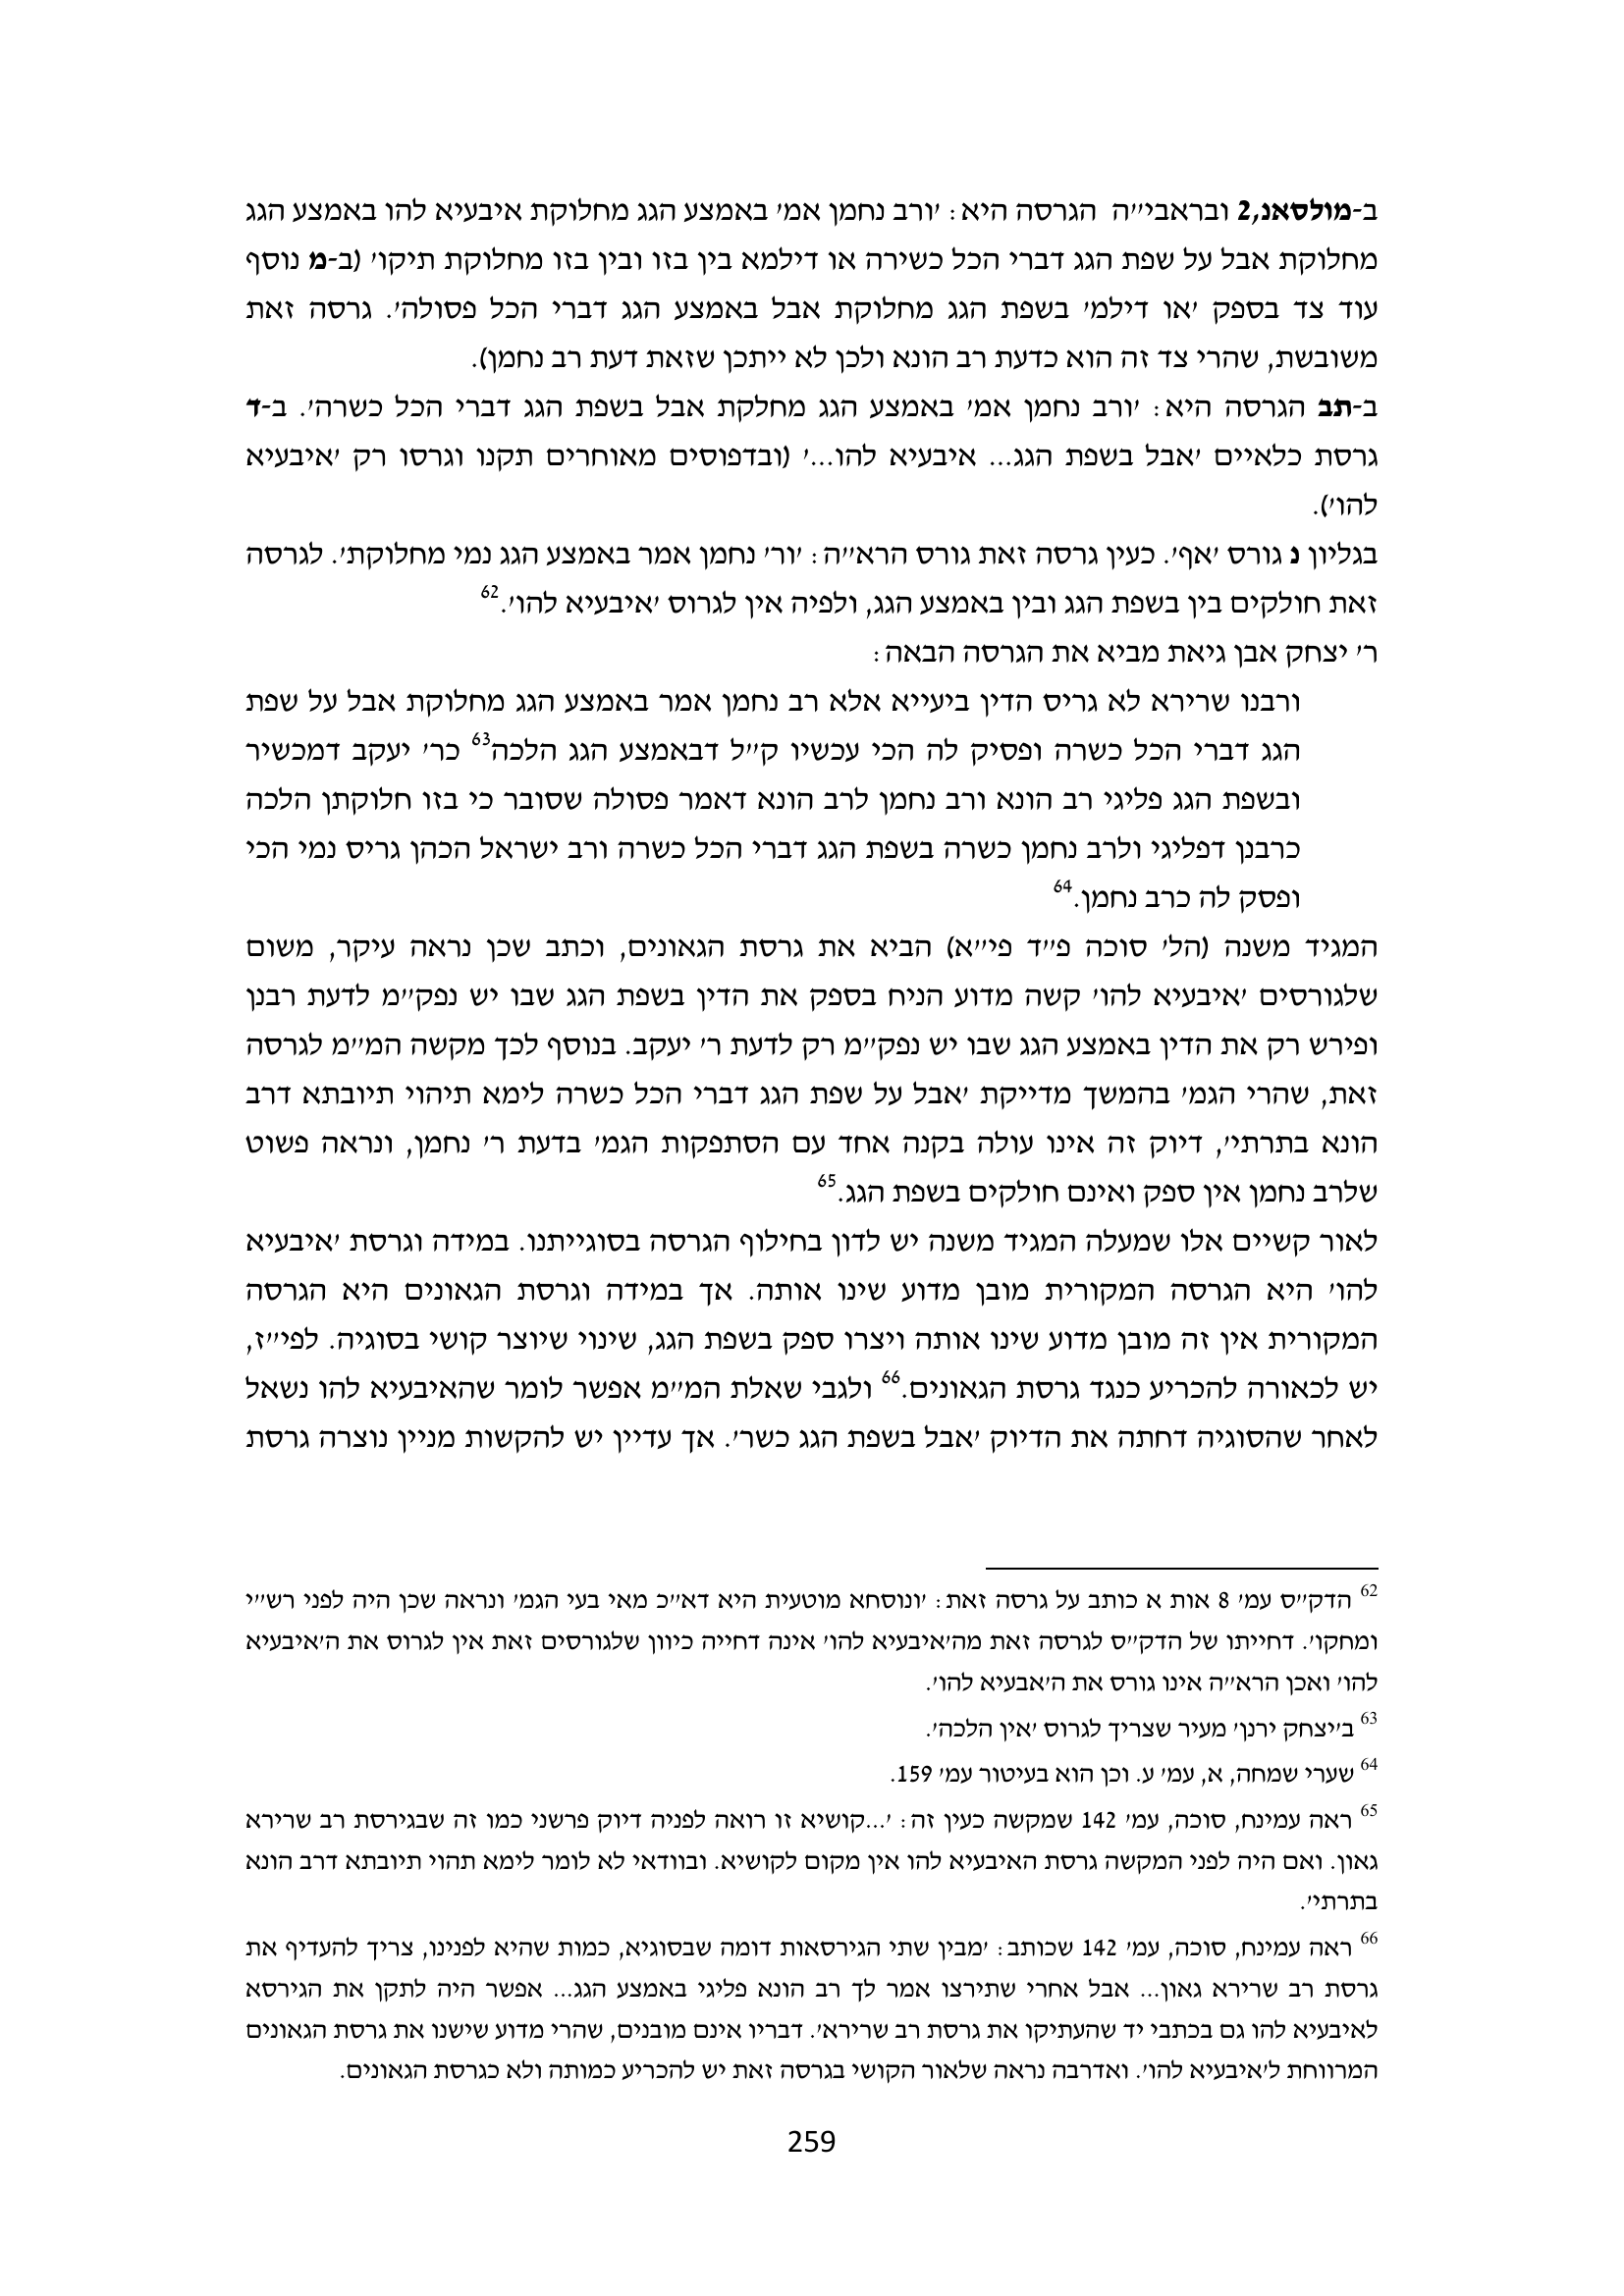 ב-מולסאנ,2 ובראבי''ה הגרסה היא: 'ורב נחמן אמ' באמצע הגג מחלוקת איבעיא להו באמצע הגג
מחלוקת אבל על שפת הגג דברי הכל כשירה או דילמא בין בזו ובין בזו מחלוקת תיקו' (ב-מ נוסף
עוד צד בספק 'או דילמ' בשפת הגג מחלוקת אבל באמצע הגג דברי הכל פסולה'. גרסה זאת
משובשת, שהרי צד זה הוא כדעת רב הונא ולכן לא ייתכן שזאת דעת רב נחמן).
ב-תב הגרסה היא: 'ורב נחמן אמ' באמצע הגג מחלקת אבל בשפת הגג דברי הכל כשרה'. ב-ד
גרסת כלאיים 'אבל בשפת הגג... איבעיא להו...' (ובדפוסים מאוחרים תקנו וגרסו רק 'איבעיא
להו').
בגליון נ גורס 'אף'. כעין גרסה זאת גורס הרא''ה: 'ור' נחמן אמר באמצע הגג נמי מחלוקת'. לגרסה
זאת חולקים בין בשפת הגג ובין באמצע הגג, ולפיה אין לגרוס 'איבעיא להו'.62
ר' יצחק אבן גיאת מביא את הגרסה הבאה:
ורבנו שרירא לא גריס הדין ביעייא אלא רב נחמן אמר באמצע הגג מחלוקת אבל על שפת
הגג דברי הכל כשרה ופסיק לה הכי עכשיו ק''ל דבאמצע הגג הלכה63 כר' יעקב דמכשיר
ובשפת הגג פליגי רב הונא ורב נחמן לרב הונא דאמר פסולה שסובר כי בזו חלוקתן הלכה
כרבנן דפליגי ולרב נחמן כשרה בשפת הגג דברי הכל כשרה ורב ישראל הכהן גריס נמי הכי
ופסק לה כרב נחמן.64
המגיד משנה (הל' סוכה פ''ד פי''א) הביא את גרסת הגאונים, וכתב שכן נראה עיקר, משום
שלגורסים 'איבעיא להו' קשה מדוע הניח בספק את הדין בשפת הגג שבו יש נפק''מ לדעת רבנן
ופירש רק את הדין באמצע הגג שבו יש נפק''מ רק לדעת ר' יעקב. בנוסף לכך מקשה המ''מ לגרסה
זאת, שהרי הגמ' בהמשך מדייקת 'אבל על שפת הגג דברי הכל כשרה לימא תיהוי תיובתא דרב
הונא בתרתי', דיוק זה אינו עולה בקנה אחד עם הסתפקות הגמ' בדעת ר' נחמן, ונראה פשוט
שלרב נחמן אין ספק ואינם חולקים בשפת הגג.65
לאור קשיים אלו שמעלה המגיד משנה יש לדון בחילוף הגרסה בסוגייתנו. במידה וגרסת 'איבעיא
להו' היא הגרסה המקורית מובן מדוע שינו אותה. אך במידה וגרסת הגאונים היא הגרסה
המקורית אין זה מובן מדוע שינו אותה ויצרו ספק בשפת הגג, שינוי שיוצר קושי בסוגיה. לפי''ז,
יש לכאורה להכריע כנגד גרסת הגאונים.66 ולגבי שאלת המ''מ אפשר לומר שהאיבעיא להו נשאל
לאחר שהסוגיה דחתה את הדיוק 'אבל בשפת הגג כשר'. אך עדיין יש להקשות מניין נוצרה גרסת
62 הדק''ס עמ' 8 אות א כותב על גרסה זאת: 'ונוסחא מוטעית היא דא''כ מאי בעי הגמ' ונראה שכן היה לפני רש''י
ומחקו'. דחייתו של הדק''ס לגרסה זאת מה'איבעיא להו' אינה דחייה כיוון שלגורסים זאת אין לגרוס את ה'איבעיא
להו' ואכן הרא''ה אינו גורס את ה'אבעיא להו'.
63 ב'יצחק ירנן' מעיר שצריך לגרוס 'אין הלכה'.
64 שערי שמחה, א, עמ' ע. וכן הוא בעיטור עמ' 159.
65 ראה עמינח, סוכה, עמ' 142 שמקשה כעין זה: '...קושיא זו רואה לפניה דיוק פרשני כמו זה שבגירסת רב שרירא
גאון. ואם היה לפני המקשה גרסת האיבעיא להו אין מקום לקושיא. ובוודאי לא לומר לימא תהוי תיובתא דרב הונא
בתרתי'.
66 ראה עמינח, סוכה, עמ' 142 שכותב: 'מבין שתי הגירסאות דומה שבסוגיא, כמות שהיא לפנינו, צריך להעדיף את
גרסת רב שרירא גאון... אבל אחרי שתירצו אמר לך רב הונא פליגי באמצע הגג... אפשר היה לתקן את הגירסא
לאיבעיא להו גם בכתבי יד שהעתיקו את גרסת רב שרירא'. דבריו אינם מובנים, שהרי מדוע שישנו את גרסת הגאונים
המרווחת ל'איבעיא להו'. ואדרבה נראה שלאור הקושי בגרסה זאת יש להכריע כמותה ולא כגרסת הגאונים.
259